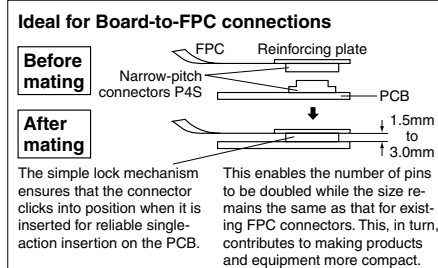 Ideal for Board-to-FPC connections
Before
mating
FPC
Reinforcing plate
Narrow-pitch
connectors P4S
PCB
After
mating
1.5mm
to
3.0mm
The simple lock mechanism
ensures that the connector
clicks into position when it is
inserted for reliable single-
action insertion on the PCB.
This enables the number of pins
to be doubled while the size re-
mains the same as that for exist-
ing FPC connectors. This, in turn,
contributes to making products
and equipment more compact.